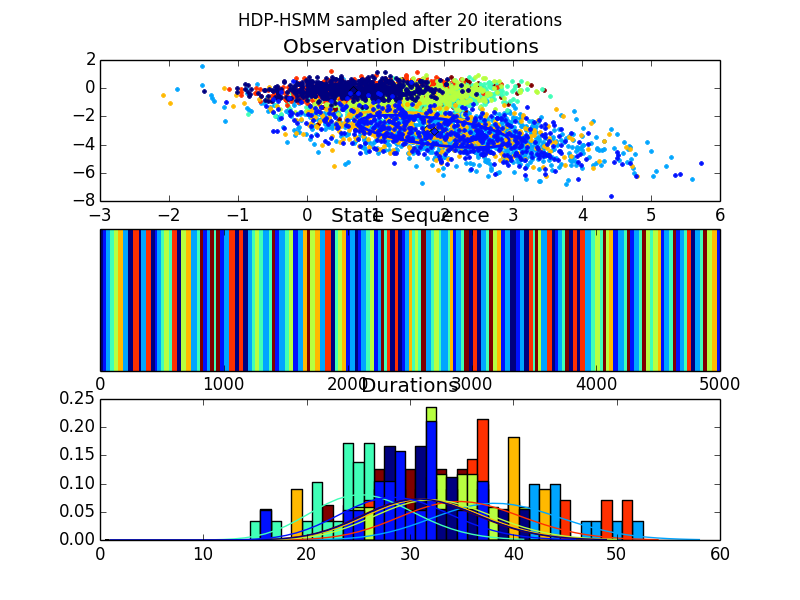 HDP-HSMM sampled after 20 iterations
Observation Distributions
2
0
−2
−4
−6
−8
−3 −2 −1 0 1 2 3 4 5 6
State Sequence
0 1000 2000 3000 4000 5000
Durations
0.25
0.20
0.15
0.10
0.05
0.00
0 10 20 30 40 50 60